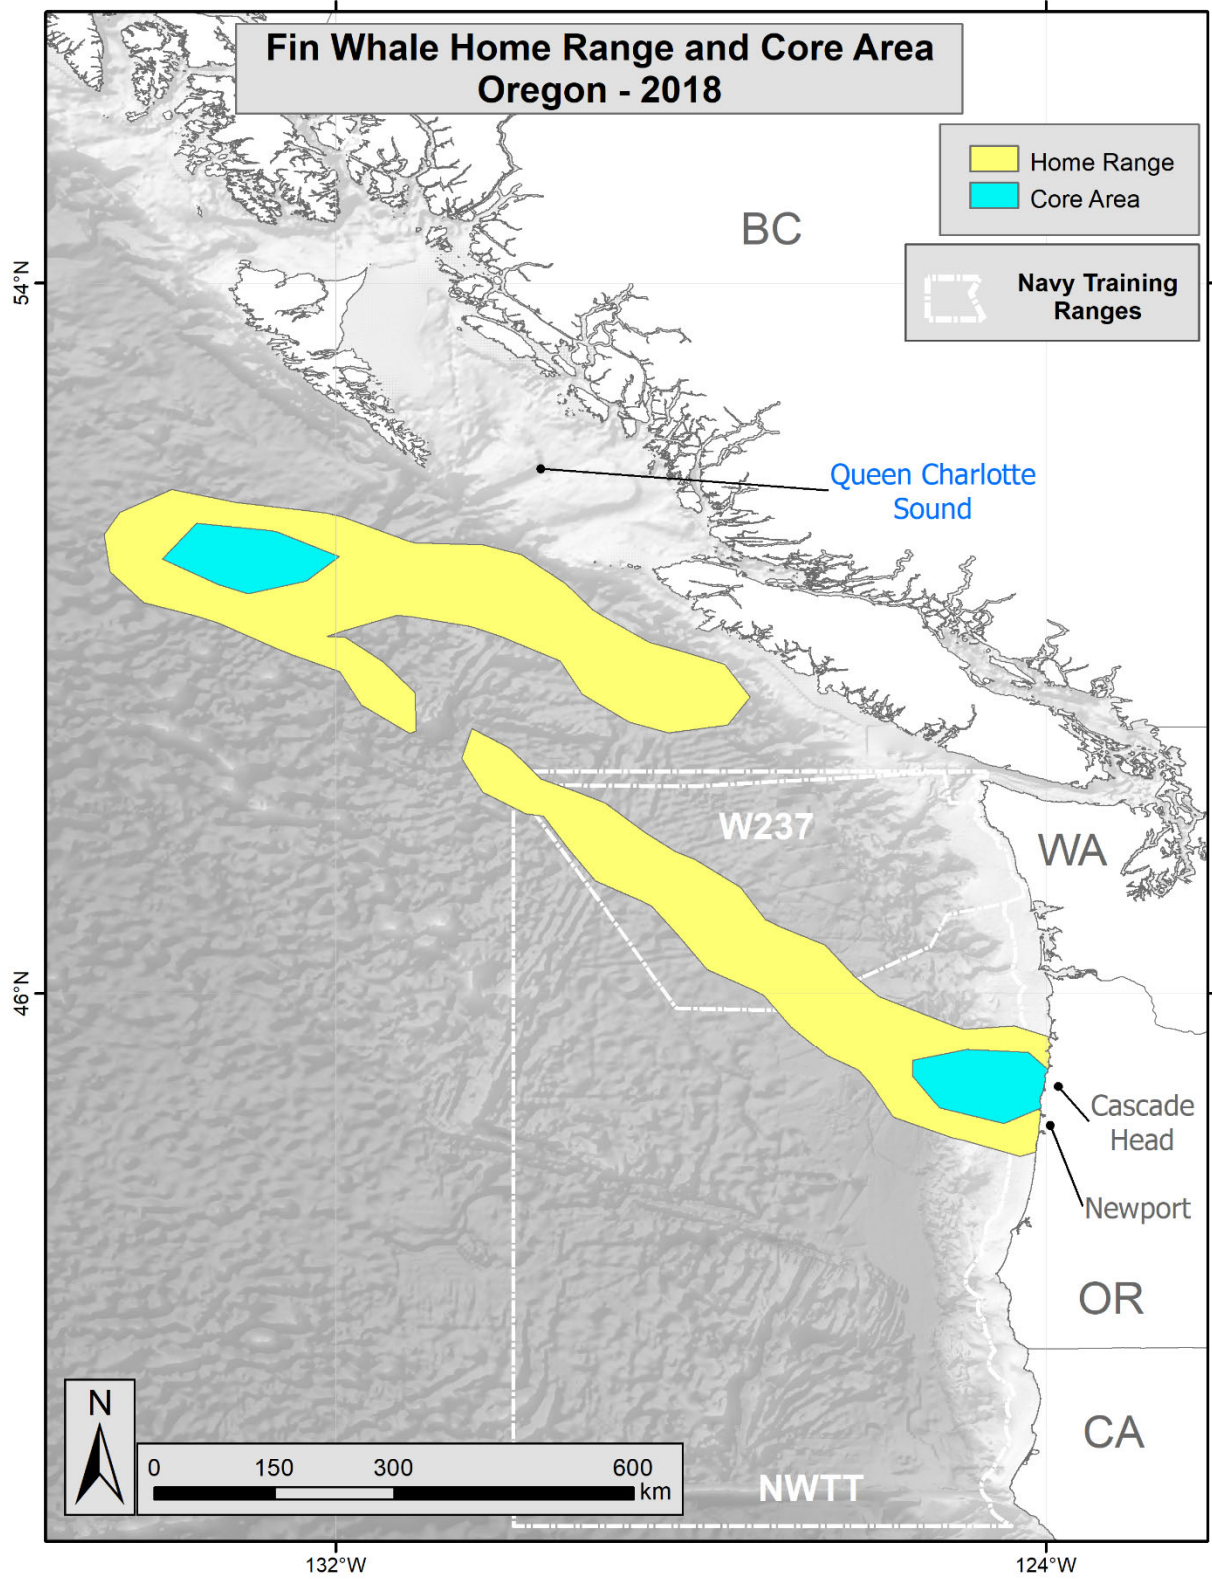 Fin Whale Home Range and Core Area
Oregon - 2018
Home Range
Core Area
BC
Navy Training
Ranges
54°N
Queen Charlotte
Sound
W237
WA
46°N
Cascade
Head
Newport
OR
N
CA
0 150 300 600
km
NWTT
132°W 124°W